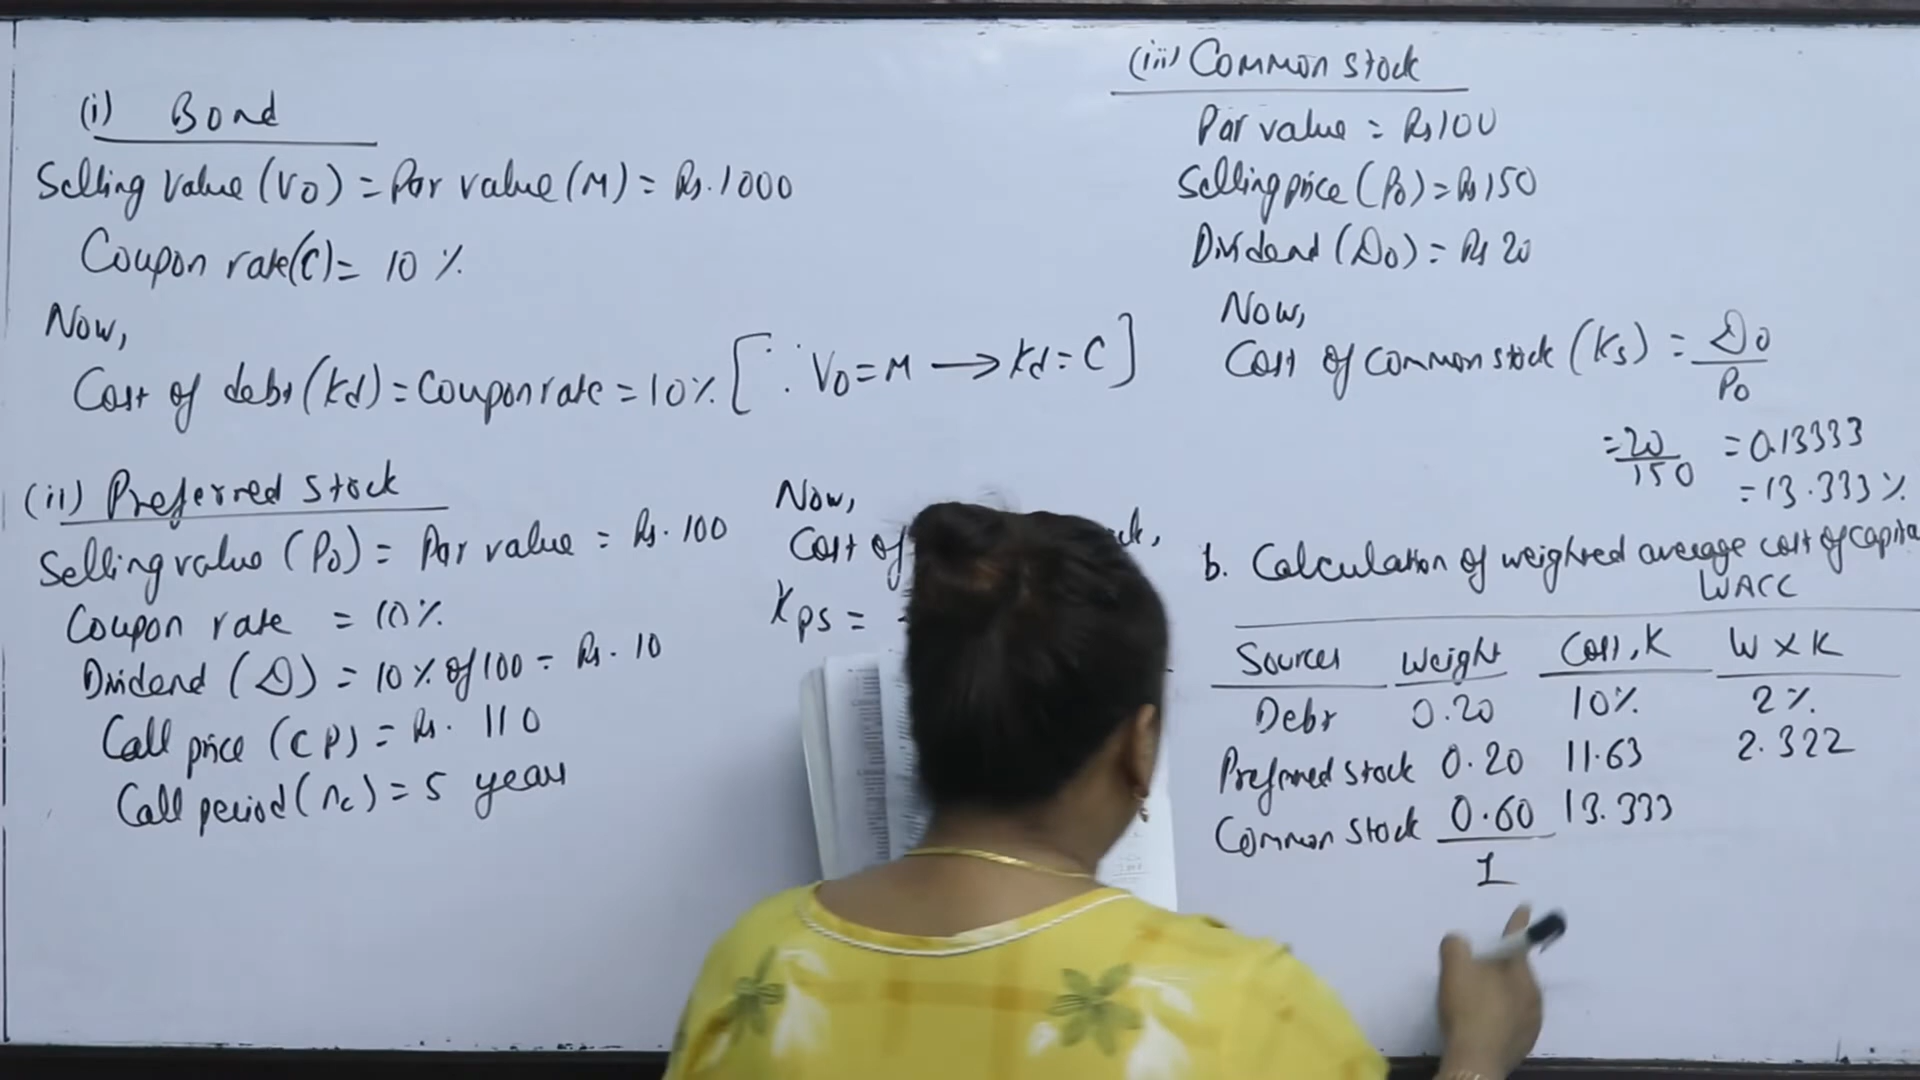 (i) Bond
Selling value (V0) = Par value (M) = Rs. 1000
Coupon rate (C) = 10 %
Now,
Cost of debt (Kd) = Coupon rate = 10% [∵ V0 = M → Kd = C]
(ii) Preferred stock
Selling value (P0) = Par value = Rs. 100
Coupon rate = 10%
Dividend (D) = 10% of 100 = Rs. 10
Call price (CP) = Rs. 110
Call period (nc) = 5 year
Now,
Cost of
Kps =
(iii) Common stock
Par value = Rs 100
Selling price (P0) = Rs 150
Dividend (D0) = Rs 20
Now,
Cost of common stock (Ks) = D0 / P0
= 20 / 150 = 0.13333
= 13.333 %
b. Calculation of weighted average cost of capita
WACC
Sources Weight Cost, K W x K
Debt 0.20 10% 2%
Preferred stock 0.20 11.63 2.322
Common stock 0.60 13.333
1